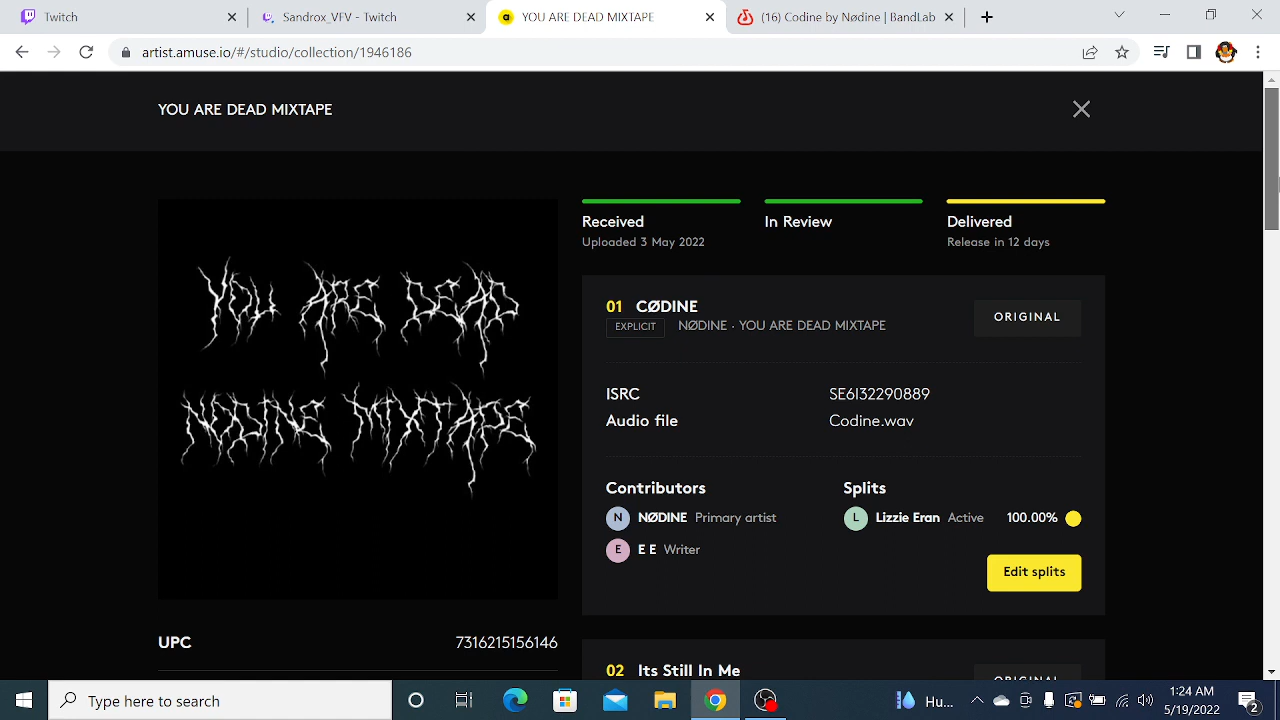 Twitch
Sandrox_VFV - Twitch
YOU ARE DEAD MIXTAPE
(16) Codine by Nødine | BandLab
artist.amuse.io/#/studio/collection/1946186
YOU ARE DEAD MIXTAPE
YOU ARE DEAD
NODINE MIXTAPE
Received
Uploaded 3 May 2022
In Review
Delivered
Release in 12 days
01 CØDINE
EXPLICIT NØDINE · YOU ARE DEAD MIXTAPE
ORIGINAL
ISRC SE6I32290889
Audio file Codine.wav
Contributors
N NØDINE Primary artist
E E E Writer
Splits
L Lizzie Eran Active 100.00%
Edit splits
UPC 7316215156146
02 Its Still In Me
ORIGINAL
Type here to search
Hu...
1:24 AM
5/19/2022
2